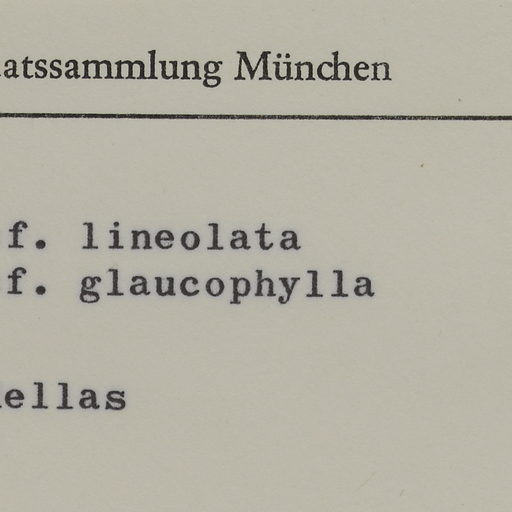 atssammlung München
f. lineolata
f. glaucophylla
ellas